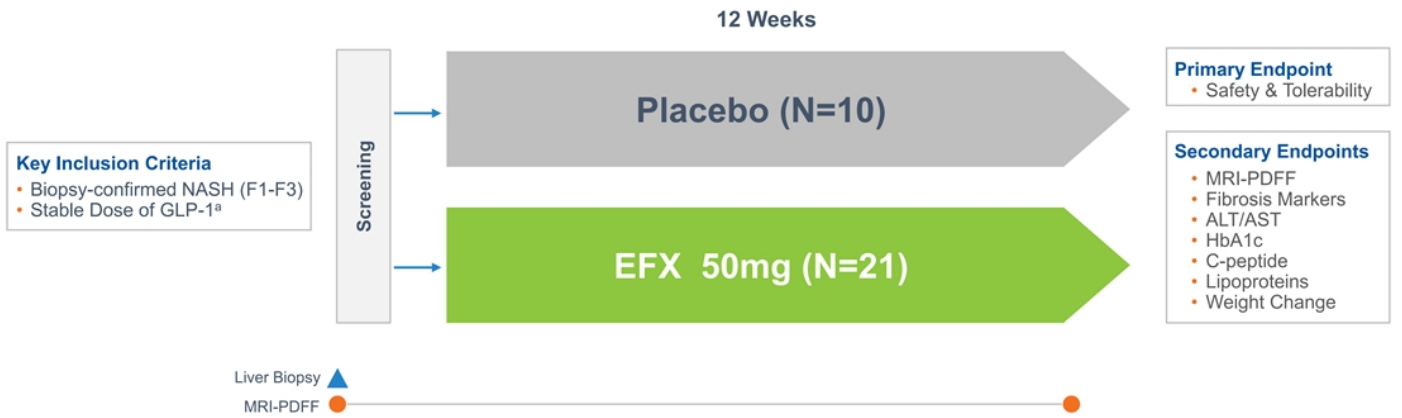 12 Weeks
Key Inclusion Criteria
• Biopsy-confirmed NASH (F1-F3)
• Stable Dose of GLP-1ᵃ
Screening
Placebo (N=10)
EFX 50mg (N=21)
Primary Endpoint
• Safety & Tolerability
Secondary Endpoints
• MRI-PDFF
• Fibrosis Markers
• ALT/AST
• HbA1c
• C-peptide
• Lipoproteins
• Weight Change
Liver Biopsy
MRI-PDFF